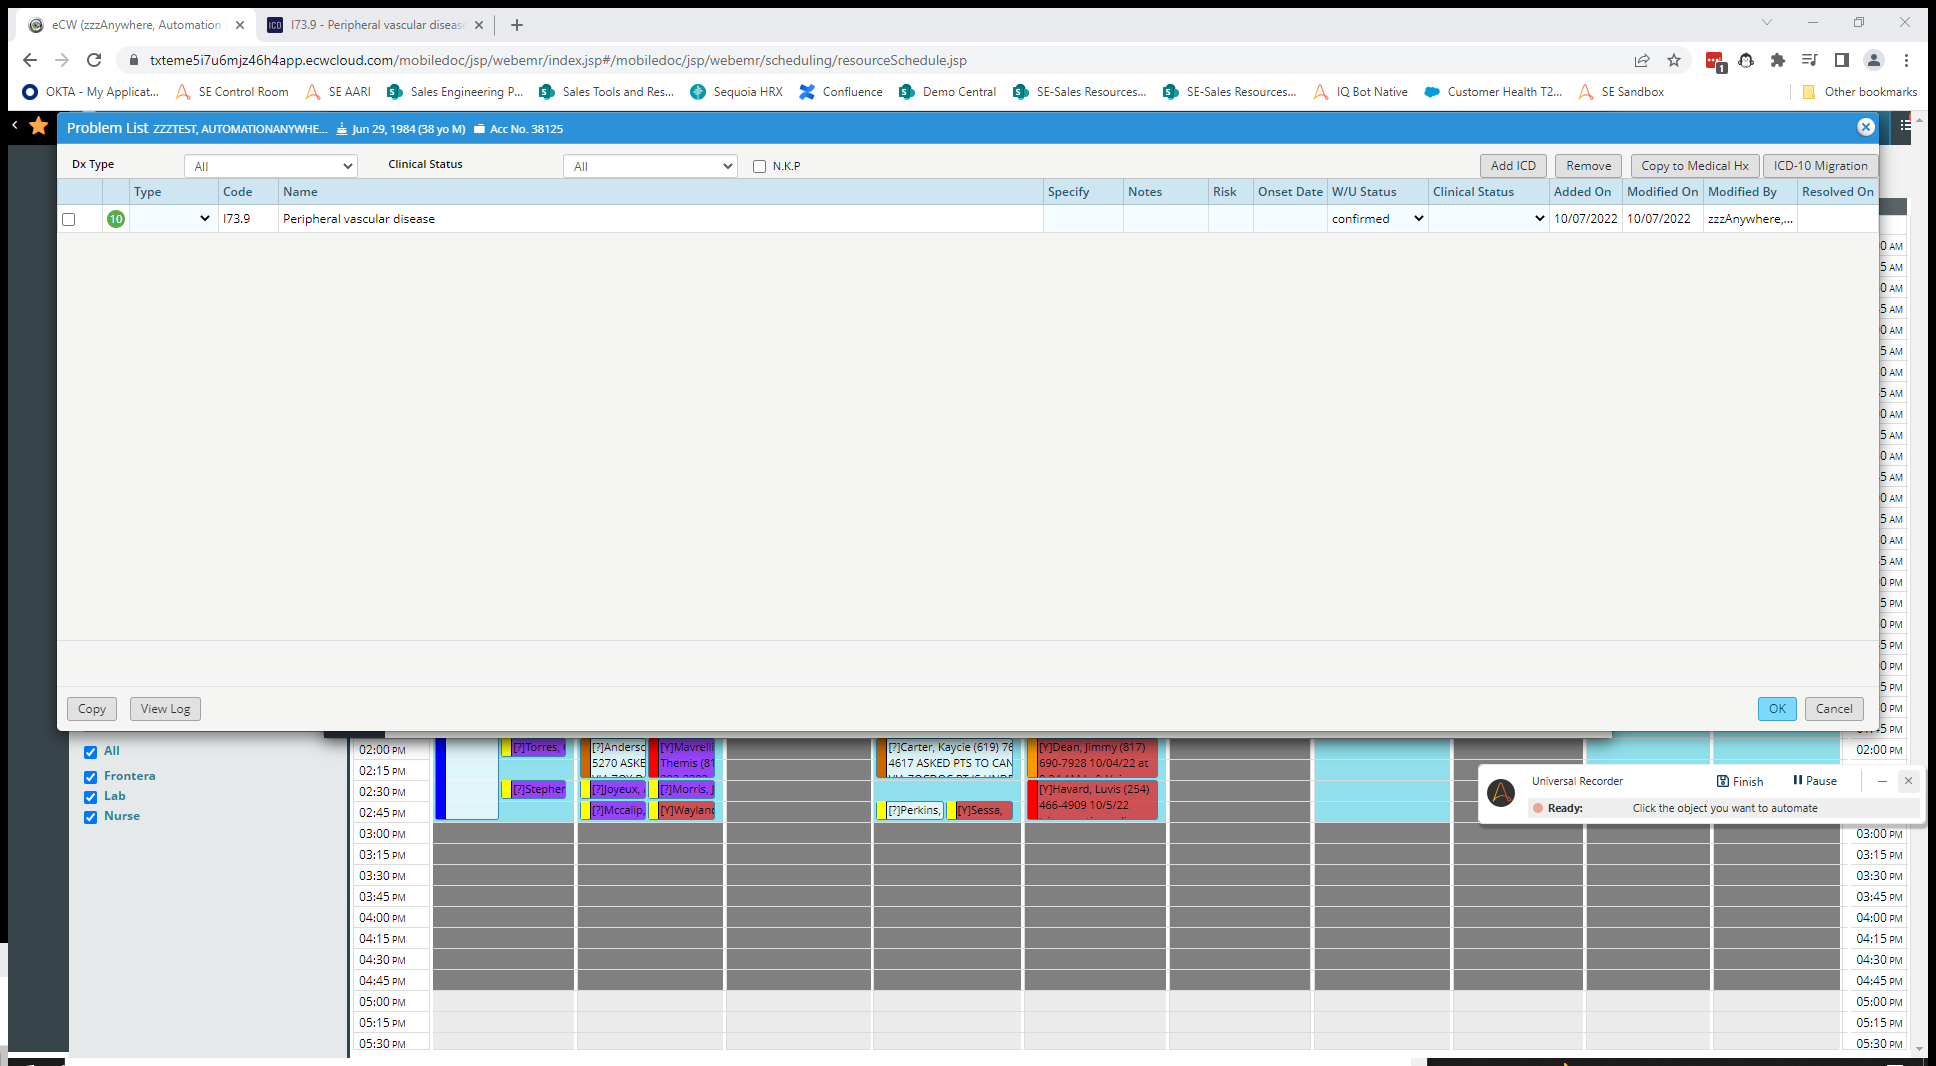 eCW (zzzAnywhere, Automation
I73.9 - Peripheral vascular disease
txteme5i7u6mjz46h4app.ecwcloud.com/mobiledoc/jsp/webemr/index.jsp#/mobiledoc/jsp/webemr/scheduling/resourceSchedule.jsp
1
OKTA - My Applicat... SE Control Room SE AARI Sales Engineering P... Sales Tools and Res... Sequoia HRX Confluence Demo Central SE-Sales Resources... SE-Sales Resources... IQ Bot Native Customer Health T2... SE Sandbox Other bookmarks
Problem List ZZZTEST, AUTOMATIONANYWHE... Jun 29, 1984 (38 yo M) Acc No. 38125
Dx Type All Clinical Status All N.K.P Add ICD Remove Copy to Medical Hx ICD-10 Migration
Type Code Name Specify Notes Risk Onset Date W/U Status Clinical Status Added On Modified On Modified By Resolved On
10 I73.9 Peripheral vascular disease confirmed 10/07/2022 10/07/2022 zzzAnywhere,...
0 AM
5 AM
0 AM
5 AM
0 AM
5 AM
0 AM
5 AM
0 AM
5 AM
0 AM
5 AM
0 AM
5 AM
0 AM
5 AM
0 PM
5 PM
0 PM
5 PM
0 PM
5 PM
0 PM
Copy View Log OK Cancel
All
Frontera
Lab
Nurse
02:00 PM [?]Torres, [?]Anderso [Y]Mavrelli [?]Carter, Kaycie (619) 76 [Y]Dean, Jimmy (817) 02:00 PM
5270 ASKE Themis (81 4617 ASKED PTS TO CAN 690-7928 10/04/22 at
02:15 PM
02:30 PM [?]Stepher [?]Joyeux, [?]Morris, J [Y]Havard, Luvis (254)
466-4909 10/5/22
02:45 PM [?]Mccalip, [Y]Wayland [?]Perkins, [Y]Sessa,
Universal Recorder Finish Pause
Ready: Click the object you want to automate
03:00 PM 03:00 PM
03:15 PM 03:15 PM
03:30 PM 03:30 PM
03:45 PM 03:45 PM
04:00 PM 04:00 PM
04:15 PM 04:15 PM
04:30 PM 04:30 PM
04:45 PM 04:45 PM
05:00 PM 05:00 PM
05:15 PM 05:15 PM
05:30 PM 05:30 PM